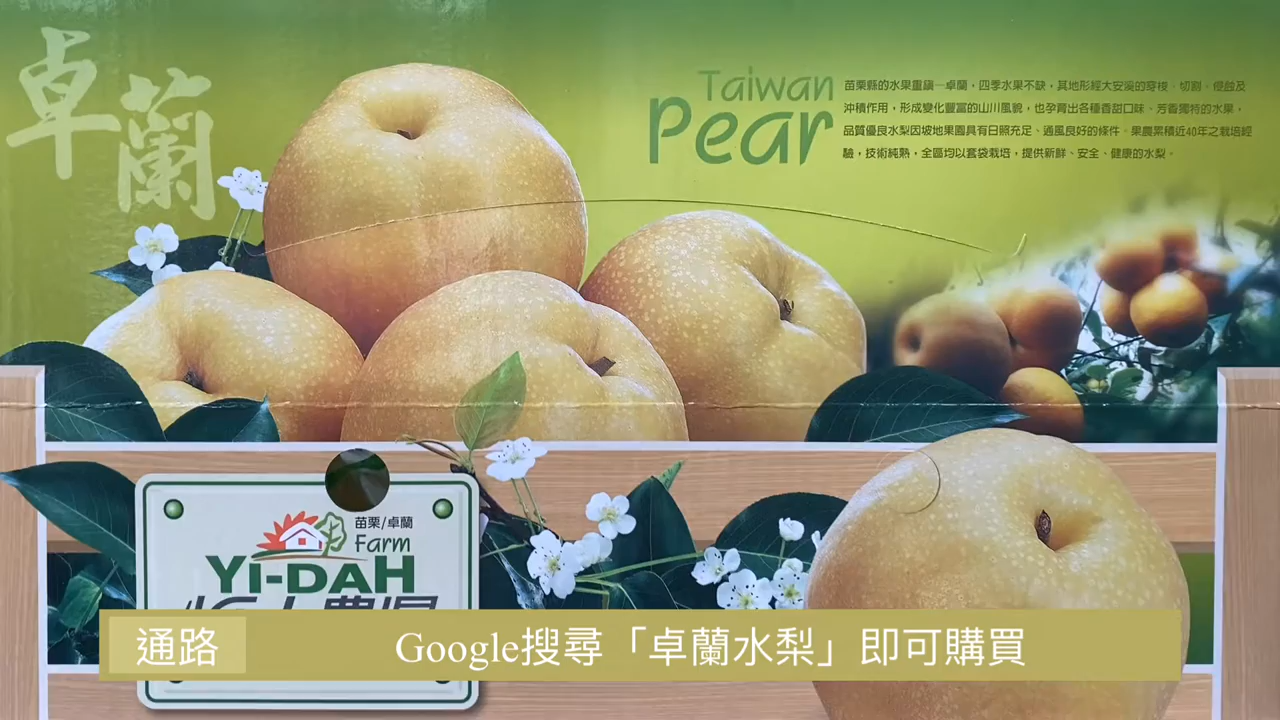 卓蘭
Taiwan
Pear
苗栗縣的水果重鎮─卓蘭，四季水果不缺，其地形經大安溪的穿梭、切割、侵蝕及
沖積作用，形成變化豐富的山川風貌，也孕育出各種香甜口味、芳香獨特的水果，
品質優良水梨因坡地果園具有日照充足、通風良好的條件。果農累積近40年之栽培經
驗，技術純熟，全區均以套袋栽培，提供新鮮、安全、健康的水梨。
苗栗/卓蘭
Farm
YI-DAH
通路
Google搜尋「卓蘭水梨」即可購買